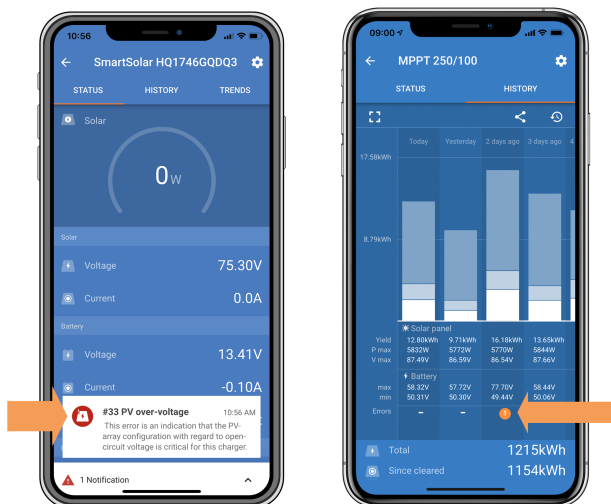 10:56
SmartSolar HQ1746GQDQ3
STATUS HISTORY TRENDS
Solar
0W
Solar
Voltage 75.30V
Current 0.0A
Battery
Voltage 13.41V
Current -0.10A
#33 PV over-voltage 10:56 AM
This error is an indication that the PV-
array configuration with regard to open-
circuit voltage is critical for this charger.
1 Notification
09:00
MPPT 250/100
STATUS HISTORY
Today Yesterday 2 days ago 3 days ago 4
17.58kWh
8.79kWh
Solar panel
Yield 12.80kWh 9.71kWh 16.18kWh 13.65kWh
P max 5832W 5772W 5770W 5844W
V max 87.49V 86.59V 86.54V 87.66V
Battery
max 58.32V 57.72V 77.70V 58.44V
min 50.31V 50.30V 49.44V 50.06V
Errors – – 1
Total 1215kWh
Since cleared 1154kWh